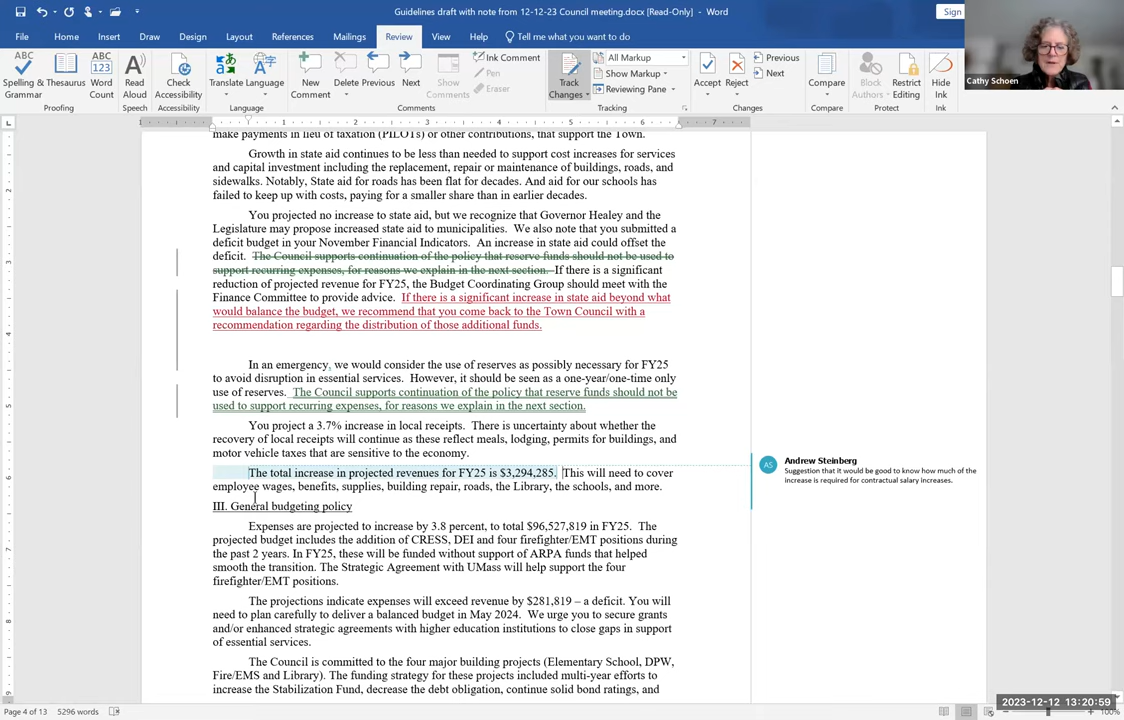 Guidelines draft with note from 12-12-23 Council meeting.docx [Read-Only] - Word
Sign
File Home Insert Draw Design Layout References Mailings Review View Help Tell me what you want to do
Cathy Schoen
ABC
Spelling & Grammar
Thesaurus
ABC 123
Word Count
Read Aloud
Check Accessibility
Translate
Language
New Comment
Delete
Previous
Next
Show Comments
Ink Comment
Pen
Eraser
Track Changes
All Markup
Show Markup
Reviewing Pane
Accept
Reject
Previous
Next
Compare
Block Authors
Restrict Editing
Hide Ink
Proofing Speech Accessibility Language Comments Tracking Changes Compare Protect Ink
make payments in lieu of taxation (PILOTs) or other contributions, that support the Town.
Growth in state aid continues to be less than needed to support cost increases for services
and capital investment including the replacement, repair or maintenance of buildings, roads, and
sidewalks. Notably, State aid for roads has been flat for decades. And aid for our schools has
failed to keep up with costs, paying for a smaller share than in earlier decades.
You projected no increase to state aid, but we recognize that Governor Healey and the
Legislature may propose increased state aid to municipalities. We also note that you submitted a
deficit budget in your November Financial Indicators. An increase in state aid could offset the
deficit. The Council supports continuation of the policy that reserve funds should not be used to
support recurring expenses, for reasons we explain in the next section. If there is a significant
reduction of projected revenue for FY25, the Budget Coordinating Group should meet with the
Finance Committee to provide advice. If there is a significant increase in state aid beyond what
would balance the budget, we recommend that you come back to the Town Council with a
recommendation regarding the distribution of those additional funds.
In an emergency, we would consider the use of reserves as possibly necessary for FY25
to avoid disruption in essential services. However, it should be seen as a one-year/one-time only
use of reserves. The Council supports continuation of the policy that reserve funds should not be
used to support recurring expenses, for reasons we explain in the next section.
You project a 3.7% increase in local receipts. There is uncertainty about whether the
recovery of local receipts will continue as these reflect meals, lodging, permits for buildings, and
motor vehicle taxes that are sensitive to the economy.
The total increase in projected revenues for FY25 is $3,294,285. This will need to cover
employee wages, benefits, supplies, building repair, roads, the Library, the schools, and more.
III. General budgeting policy
Expenses are projected to increase by 3.8 percent, to total $96,527,819 in FY25. The
projected budget includes the addition of CRESS, DEI and four firefighter/EMT positions during
the past 2 years. In FY25, these will be funded without support of ARPA funds that helped
smooth the transition. The Strategic Agreement with UMass will help support the four
firefighter/EMT positions.
The projections indicate expenses will exceed revenue by $281,819 – a deficit. You will
need to plan carefully to deliver a balanced budget in May 2024. We urge you to secure grants
and/or enhanced strategic agreements with higher education institutions to close gaps in support
of essential services.
The Council is committed to the four major building projects (Elementary School, DPW,
Fire/EMS and Library). The funding strategy for these projects included multi-year efforts to
increase the Stabilization Fund, decrease the debt obligation, continue solid bond ratings, and
AS
Andrew Steinberg
Suggestion that it would be good to know how much of the
increase is required for contractual salary increases.
Page 4 of 13 5296 words
2023-12-12 13:20:59
100%